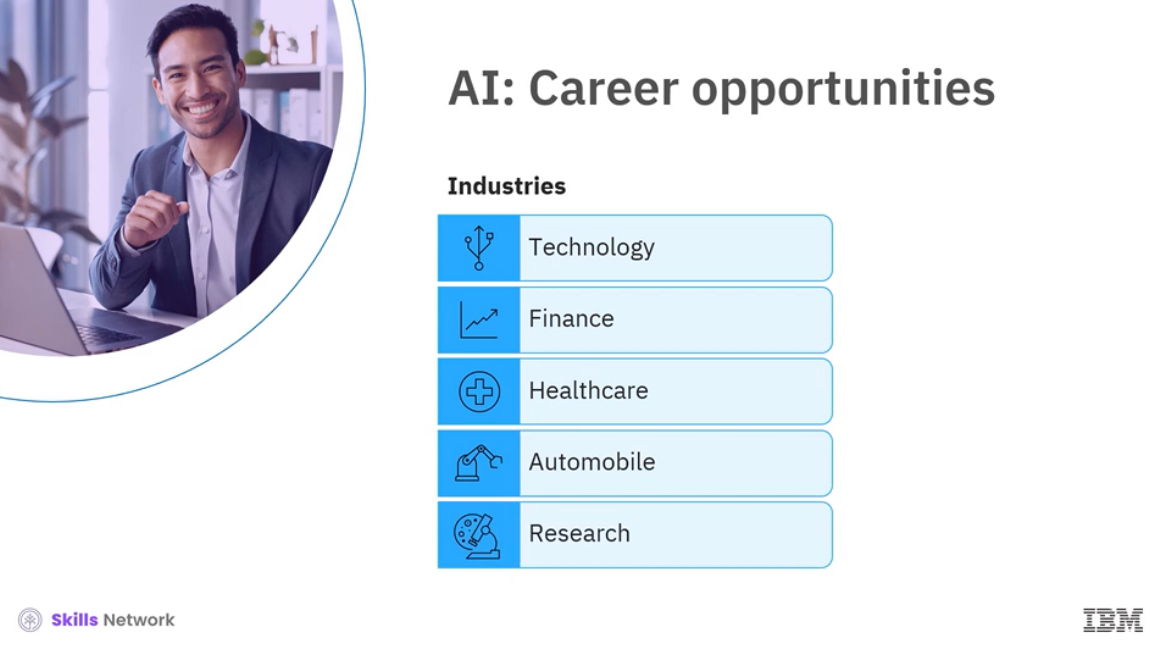 AI: Career opportunities
Industries
Technology
Finance
Healthcare
Automobile
Research
Skills Network
IBM